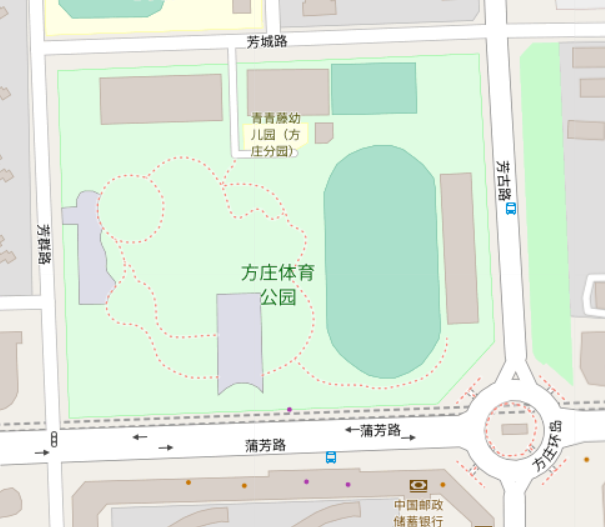 芳城路
青青藤幼
儿园（方
庄分园）
芳古路
芳群路
方庄体育
公园
蒲芳路
蒲芳路
方庄环岛
中国邮政
储蓄银行